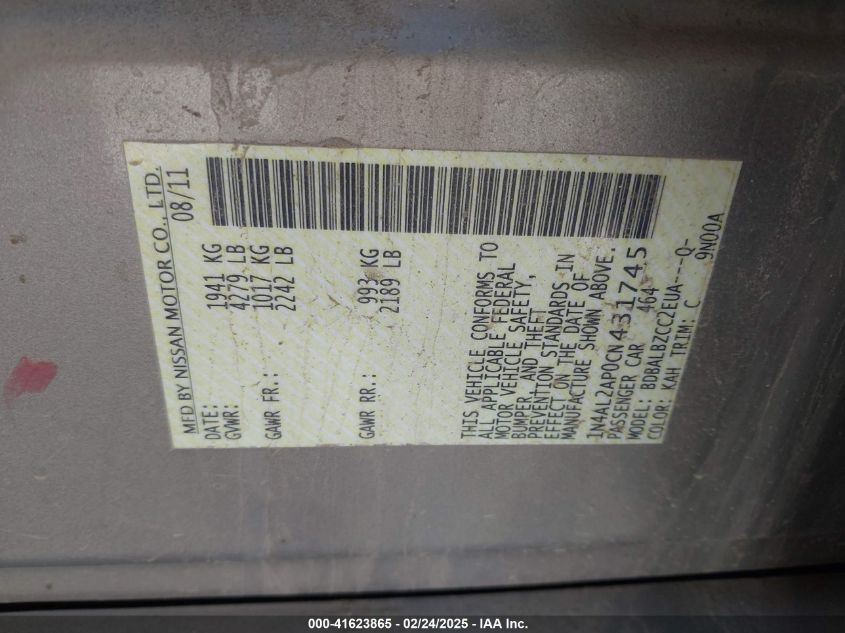 MFD BY NISSAN MOTOR CO., LTD.
DATE: 08/11
GVWR: 1941 KG
4279 LB
GAWR FR.: 1017 KG
2242 LB
GAWR RR.: 993 KG
2189 LB
THIS VEHICLE CONFORMS TO
ALL APPLICABLE FEDERAL
MOTOR VEHICLE SAFETY,
BUMPER, AND THEFT
PREVENTION STANDARDS IN
EFFECT ON THE DATE OF
MANUFACTURE SHOWN ABOVE.
1N4AL2AP0CN431745
PASSENGER CAR 464
MODEL: BDBALBZCC2EUA---Q-
COLOR: KAH TRIM: C 9N00A
000-41623865 - 02/24/2025 - IAA Inc.